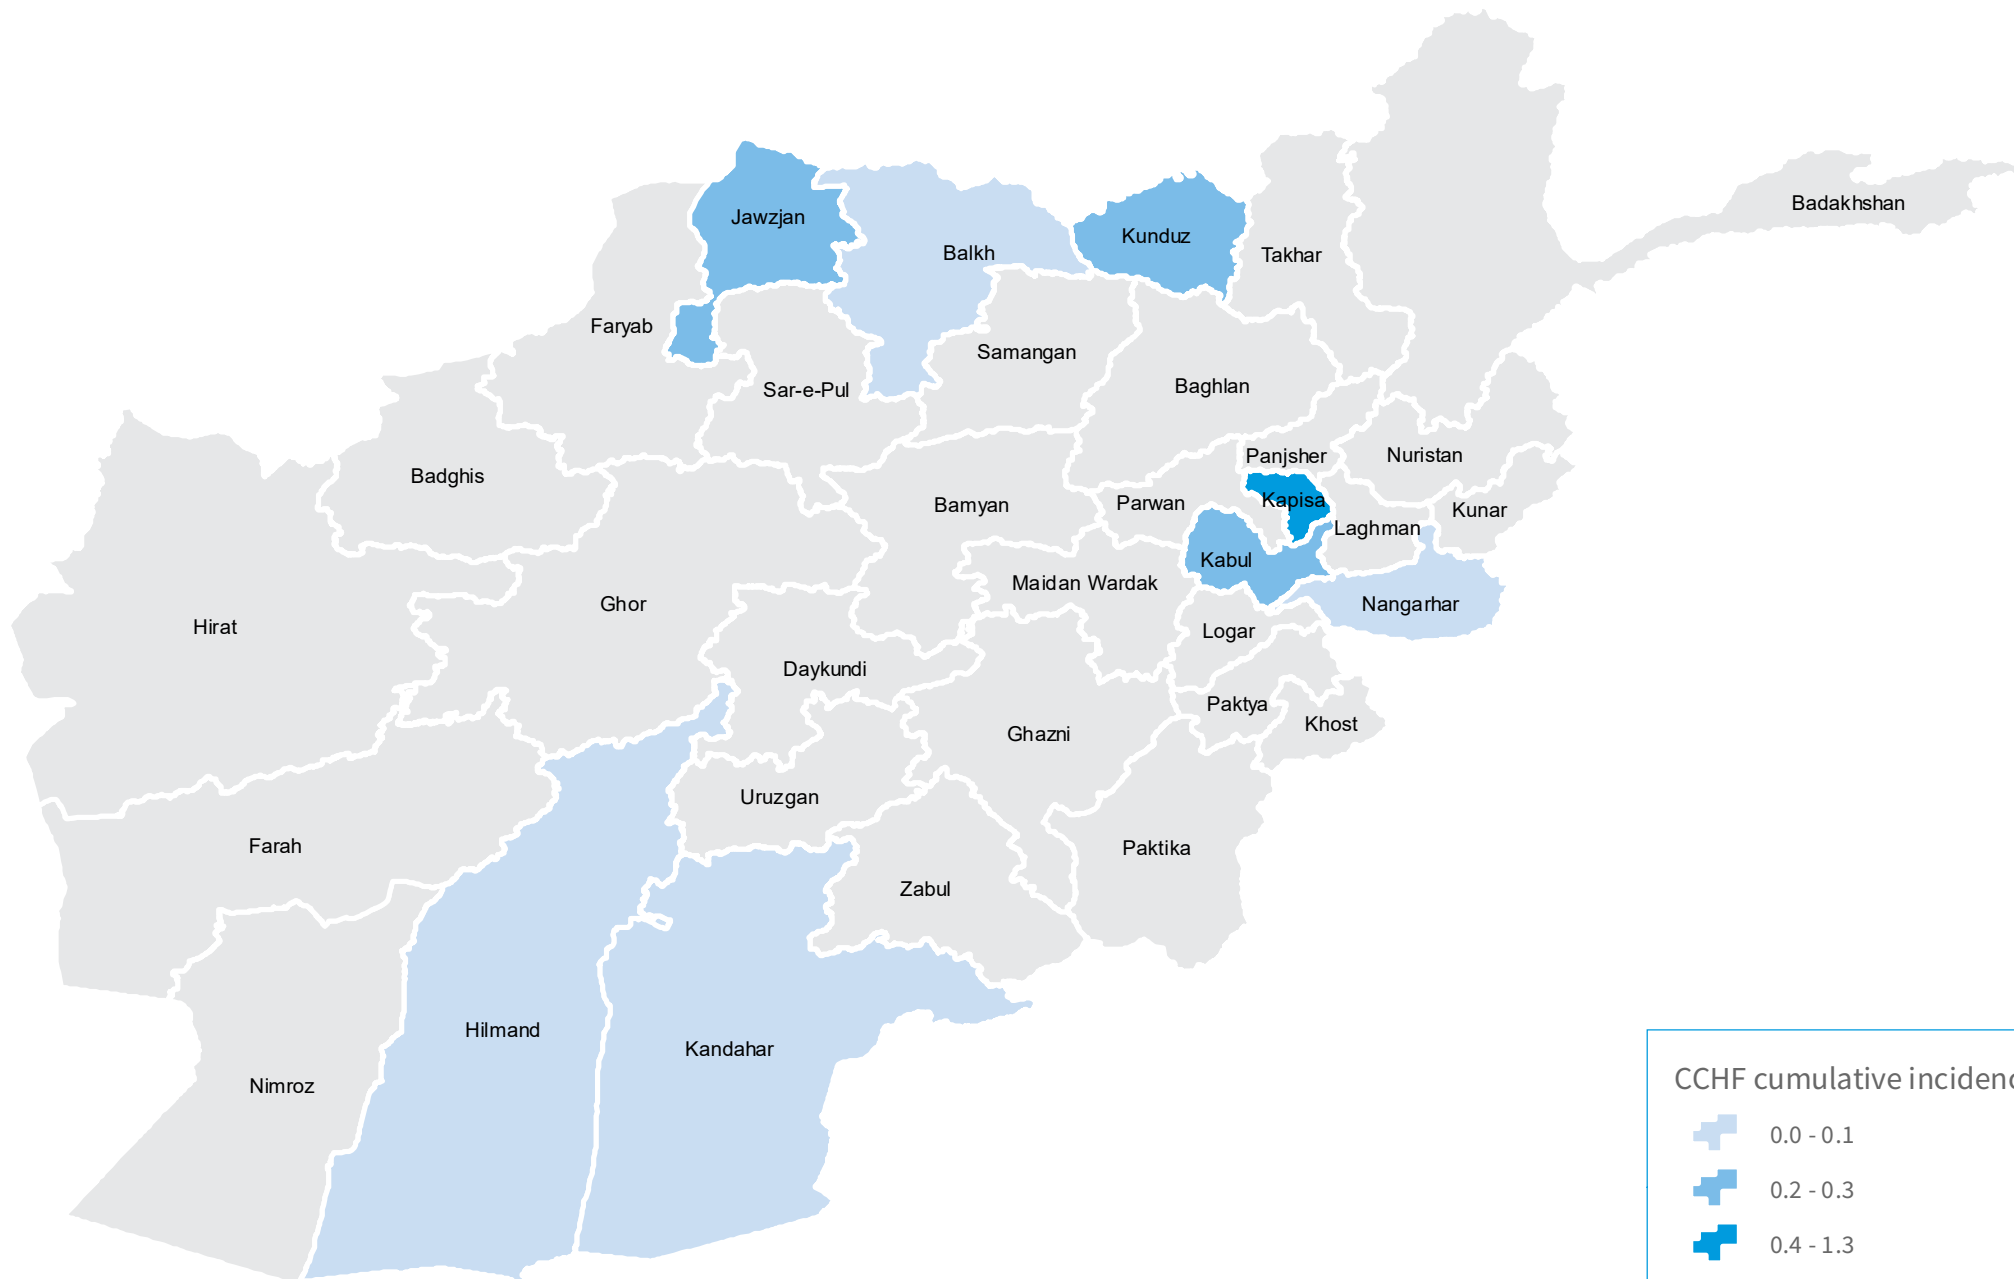 Badakhshan
Jawzjan
Kunduz
Balkh
Takhar
Faryab
Samangan
Baghlan
Sar-e-Pul
Panjsher
Nuristan
Badghis
Kapisa
Parwan
Bamyan
Kunar
Laghman
Kabul
Maidan Wardak
Ghor
Nangarhar
Hirat
Logar
Daykundi
Paktya
Khost
Ghazni
Uruzgan
Farah
Paktika
Zabul
Hilmand
Kandahar
Nimroz
CCHF cumulative incidenc
0.0 - 0.1
0.2 - 0.3
0.4 - 1.3